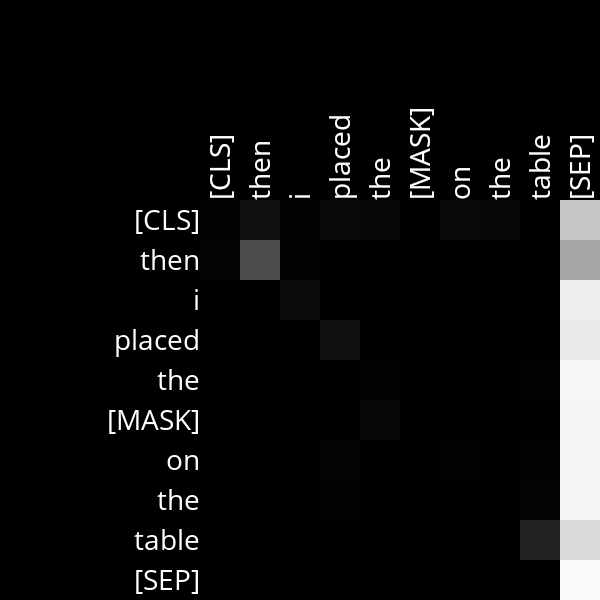 [CLS] then i placed the [MASK] on the table [SEP]
[CLS]
then
i
placed
the
[MASK]
on
the
table
[SEP]